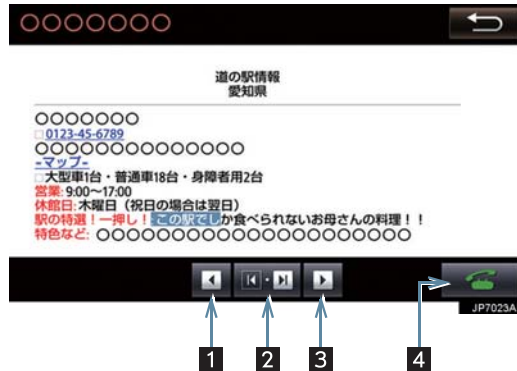 〇〇〇〇〇〇〇
道の駅情報
愛知県
〇〇〇〇〇〇〇
□0123-45-6789
〇〇〇〇〇〇〇〇〇〇〇〇〇〇
-マップ-
□大型車1台・普通車18台・身障者用2台
営業:9:00～17:00
休館日:木曜日（祝日の場合は翌日）
駅の特選！一押し！この駅でしか食べられないお母さんの料理！！
特色など:〇〇〇〇〇〇〇〇〇〇〇〇〇〇〇〇〇〇〇〇〇
JP7023A
1 2 3 4